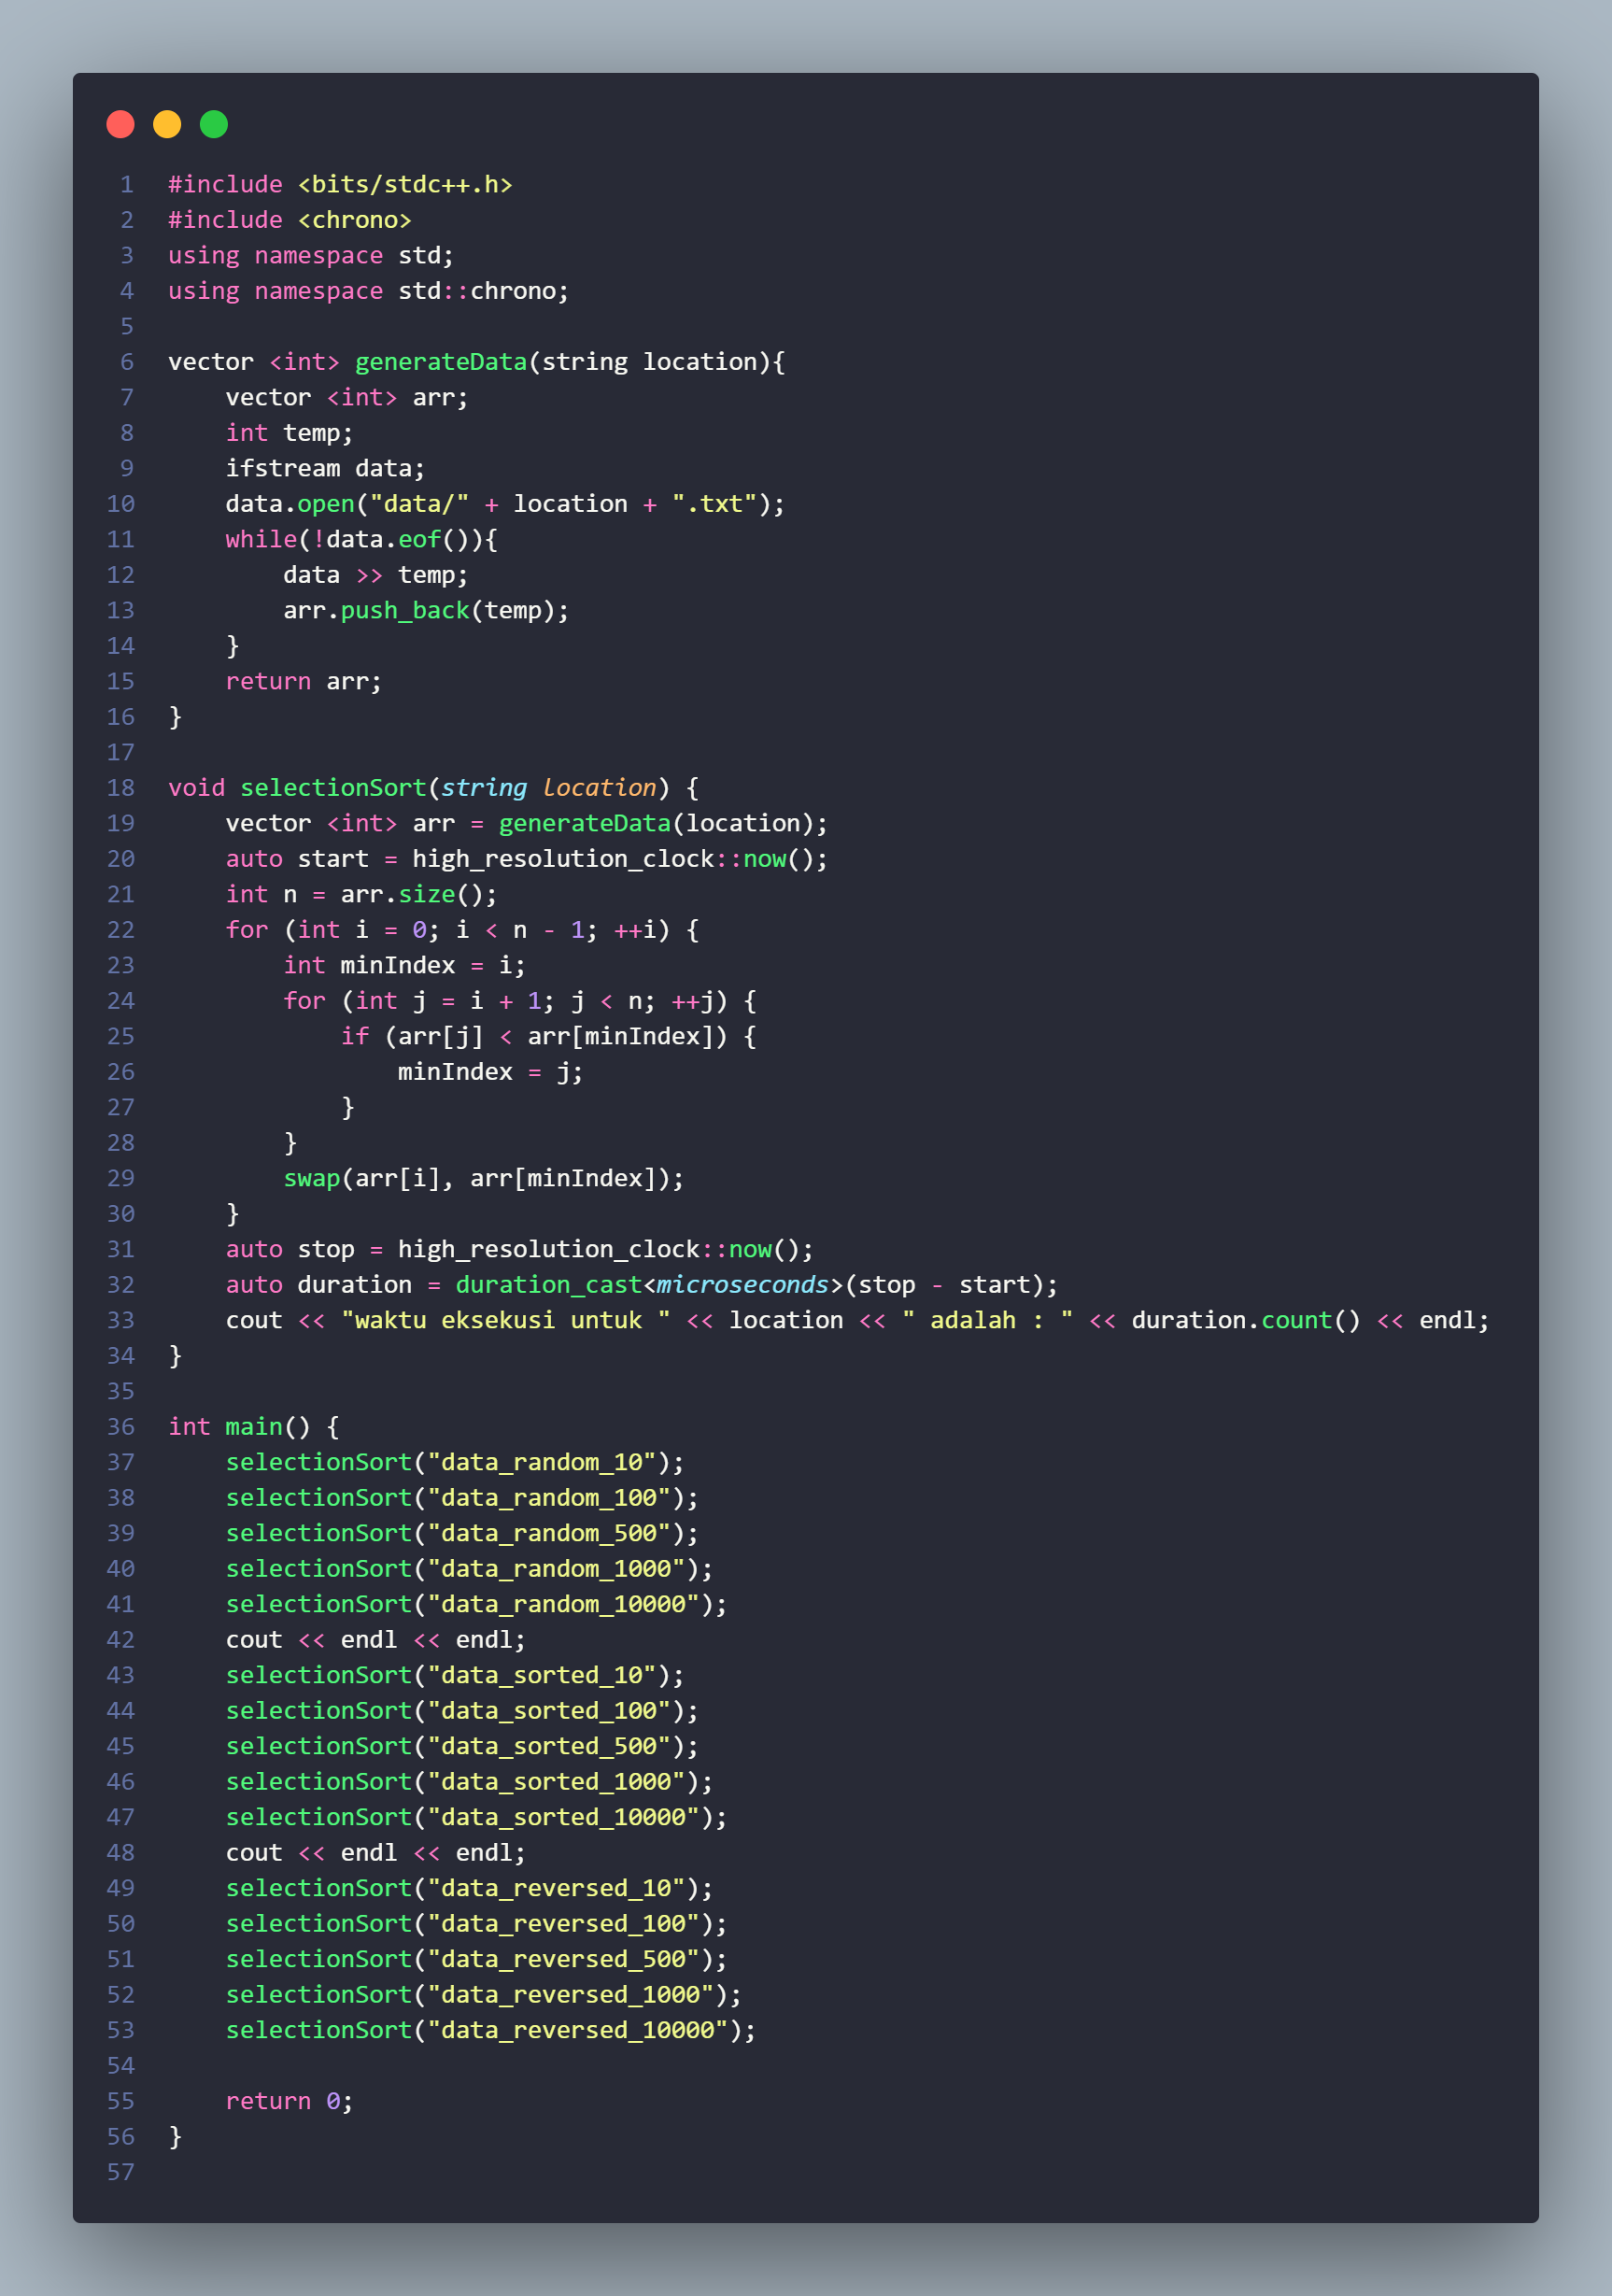 1 #include <bits/stdc++.h>
2 #include <chrono>
3 using namespace std;
4 using namespace std::chrono;
5
6 vector <int> generateData(string location){
7     vector <int> arr;
8     int temp;
9     ifstream data;
10     data.open("data/" + location + ".txt");
11     while(!data.eof()){
12         data >> temp;
13         arr.push_back(temp);
14     }
15     return arr;
16 }
17
18 void selectionSort(string location) {
19     vector <int> arr = generateData(location);
20     auto start = high_resolution_clock::now();
21     int n = arr.size();
22     for (int i = 0; i < n - 1; ++i) {
23         int minIndex = i;
24         for (int j = i + 1; j < n; ++j) {
25             if (arr[j] < arr[minIndex]) {
26                 minIndex = j;
27             }
28         }
29         swap(arr[i], arr[minIndex]);
30     }
31     auto stop = high_resolution_clock::now();
32     auto duration = duration_cast<microseconds>(stop - start);
33     cout << "waktu eksekusi untuk " << location << " adalah : " << duration.count() << endl;
34 }
35
36 int main() {
37     selectionSort("data_random_10");
38     selectionSort("data_random_100");
39     selectionSort("data_random_500");
40     selectionSort("data_random_1000");
41     selectionSort("data_random_10000");
42     cout << endl << endl;
43     selectionSort("data_sorted_10");
44     selectionSort("data_sorted_100");
45     selectionSort("data_sorted_500");
46     selectionSort("data_sorted_1000");
47     selectionSort("data_sorted_10000");
48     cout << endl << endl;
49     selectionSort("data_reversed_10");
50     selectionSort("data_reversed_100");
51     selectionSort("data_reversed_500");
52     selectionSort("data_reversed_1000");
53     selectionSort("data_reversed_10000");
54
55     return 0;
56 }
57